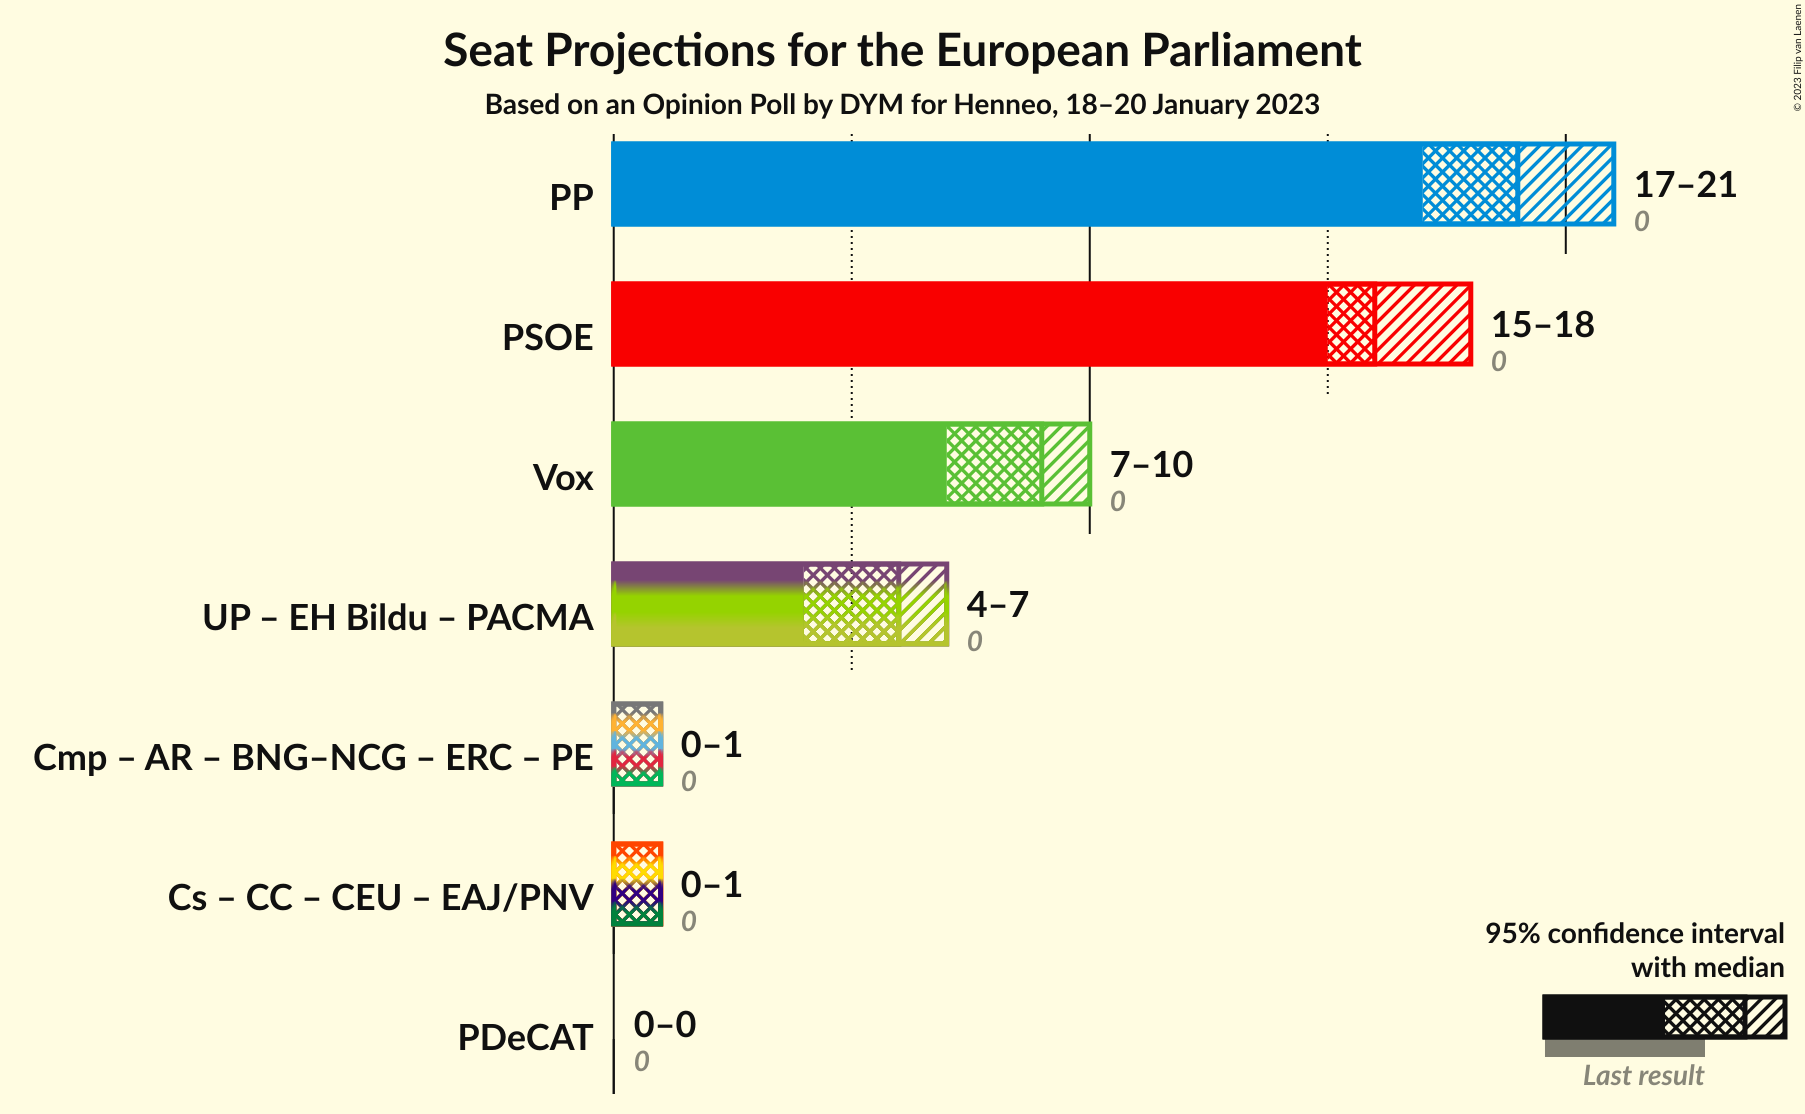 Seat Projections for the European Parliament
Based on an Opinion Poll by DYM for Henneo, 18–20 January 2023
© 2023 Filip van Laenen
PP
17–21
0
PSOE
15–18
0
Vox
7–10
0
UP – EH Bildu – PACMA
4–7
0
Cmp – AR – BNG–NCG – ERC – PE
0–1
0
Cs – CC – CEU – EAJ/PNV
0–1
0
PDeCAT
0–0
0
95% confidence interval
with median
Last result